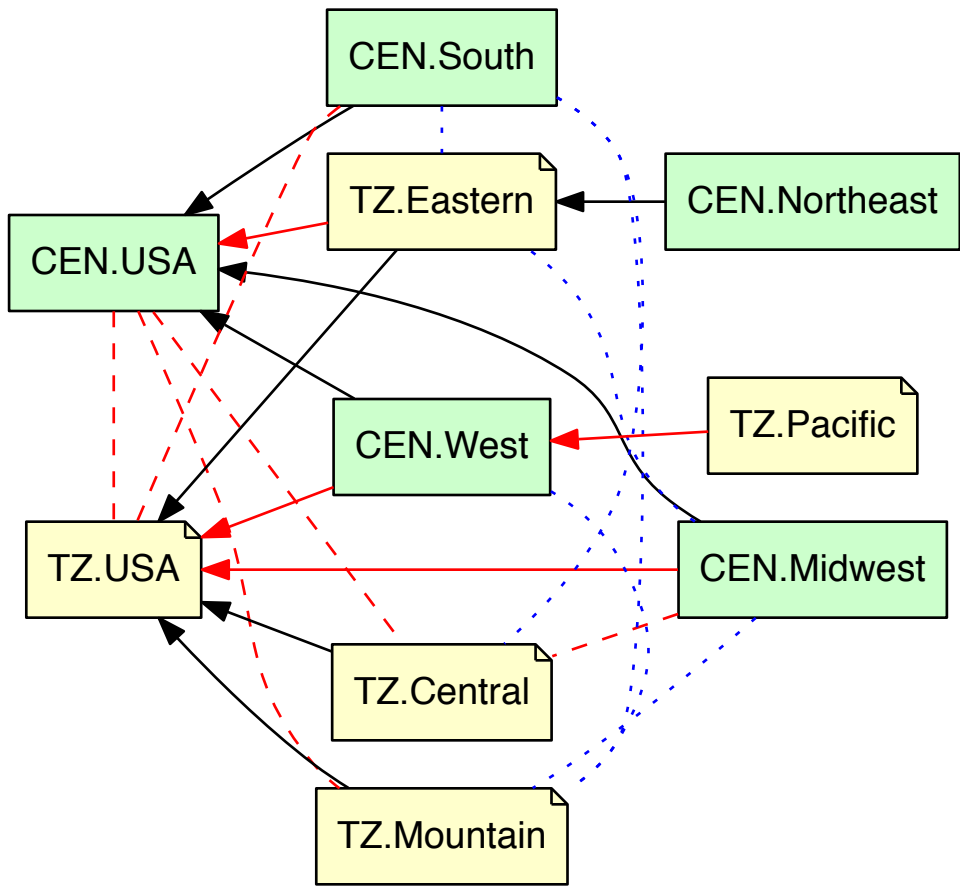 CEN.South
TZ.Eastern
CEN.Northeast
CEN.USA
TZ.Pacific
CEN.West
TZ.USA
CEN.Midwest
TZ.Central
TZ.Mountain